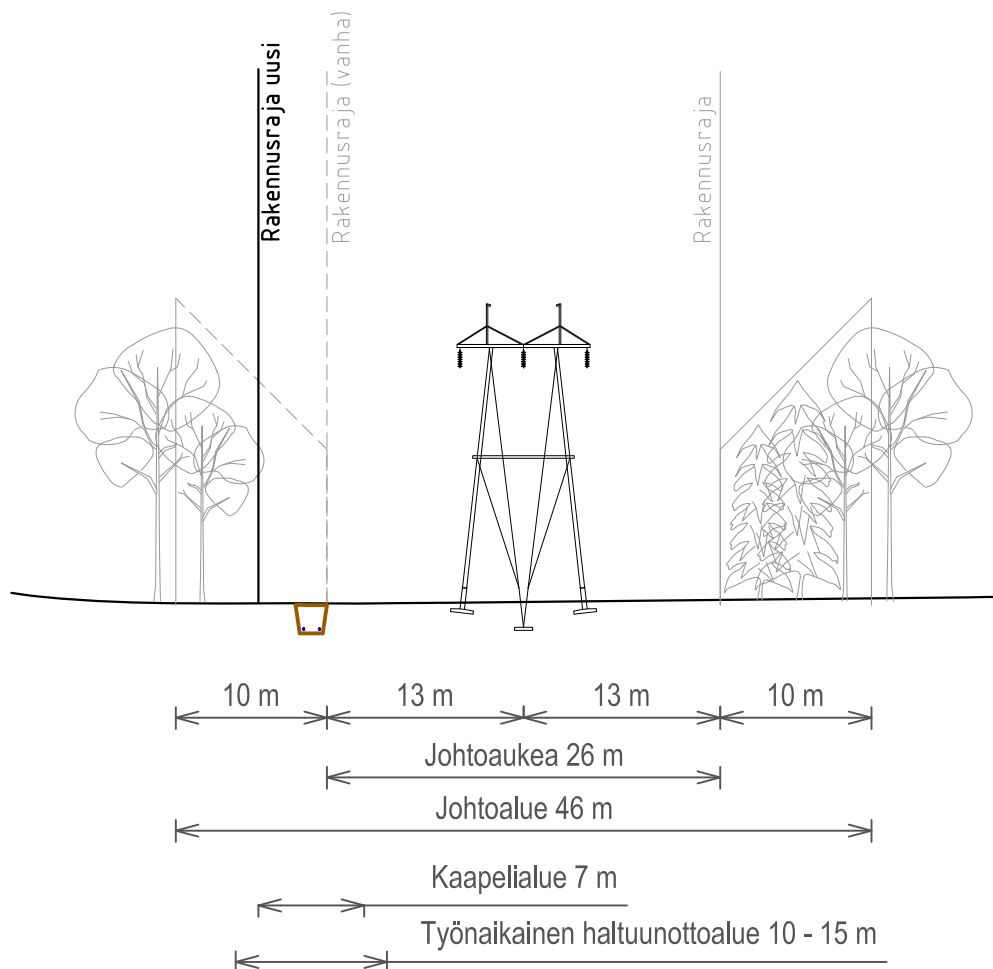 Rakennusraja uusi
Rakennusraja (vanha)
Rakennusraja
10 m
13 m
13 m
10 m
Johtoaukea 26 m
Johtoalue 46 m
Kaapelialue 7 m
Työnaikainen haltuunottoalue 10 - 15 m